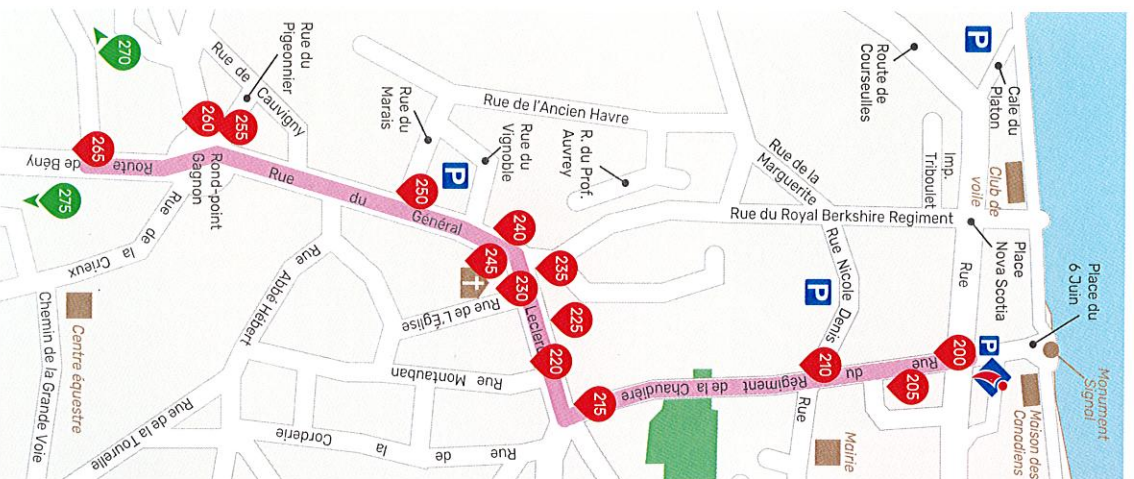 P
Cale du
Platon
Route de
Courseulles
270
Rue du
Pigeonnier
Rue de Cauvigny
260
255
Rue du
Marais
Rue de l'Ancien Havre
Rue du
Vignoble
R. du Prof.
Auvrey
Rue de la
Marguerite
Imp.
Triboulet
Club de
voile
265
Route de Bény
Rond-point
Gagnon
275
P
250
Rue du Général Leclerc
240
245
235
230
225
220
215
Rue du Royal Berkshire Regiment
Place
Nova Scotia
Place du
6 Juin
Rue
Rue Nicole Denis
P
210
Rue du Régiment de la Chaudière
205
200
P
Monument
Signal
Maison des
Canadiens
Rue
Mairie
Rue de la Crieux
Rue Abbé Hébert
Rue de L'Église
Rue Montauban
Chemin de la Grande Voie
Centre équestre
Rue de la Tourelle
Rue de la Corderie